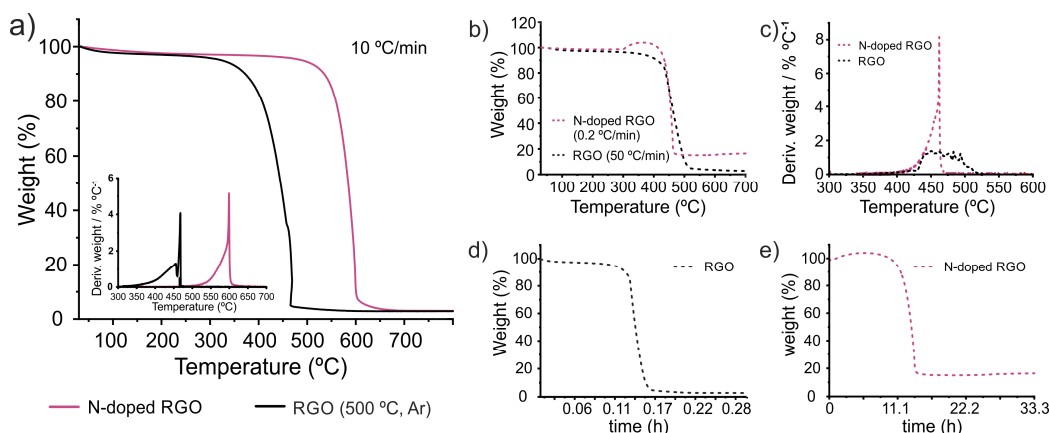 a)
10 ºC/min
Weight (%)
100
80
60
40
20
0
100
200
300
400
500
600
700
Temperature (ºC)
Deriv. weight / % ºC⁻¹
6
4
2
0
300 350 400 450 500 550 600 650 700
Temperature (ºC)
N-doped RGO
RGO (500 ºC, Ar)
b)
Weight (%)
120
100
80
60
40
20
0
N-doped RGO
(0.2 ºC/min)
RGO (50 ºC/min)
100 200 300 400 500 600 700
Temperature (ºC)
c)
Deriv. weight / % ºC⁻¹
8
6
4
2
0
N-doped RGO
RGO
300 350 400 450 500 550 600
Temperature (ºC)
d)
Weight (%)
100
80
60
40
20
0
RGO
0.06 0.11 0.17 0.22 0.28
time (h)
e)
weight (%)
100
80
60
40
20
0
N-doped RGO
0 11.1 22.2 33.3
time (h)